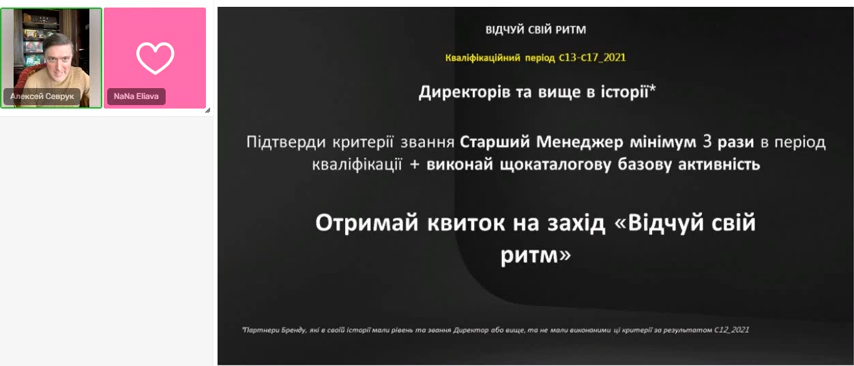 Алексей Севрук
NaNa Eliava
ВІДЧУЙ СВІЙ РИТМ
Кваліфікаційний період С13-С17_2021
Директорів та вище в історії*
Підтверди критерії звання Старший Менеджер мінімум 3 рази в період
кваліфікації + виконай щокаталогову базову активність
Отримай квиток на захід «Відчуй свій
ритм»
*Партнери Бренду, які в своїй історії мали рівень та звання Директор або вище, та не мали виконаними ці критерії за результатом С12_2021